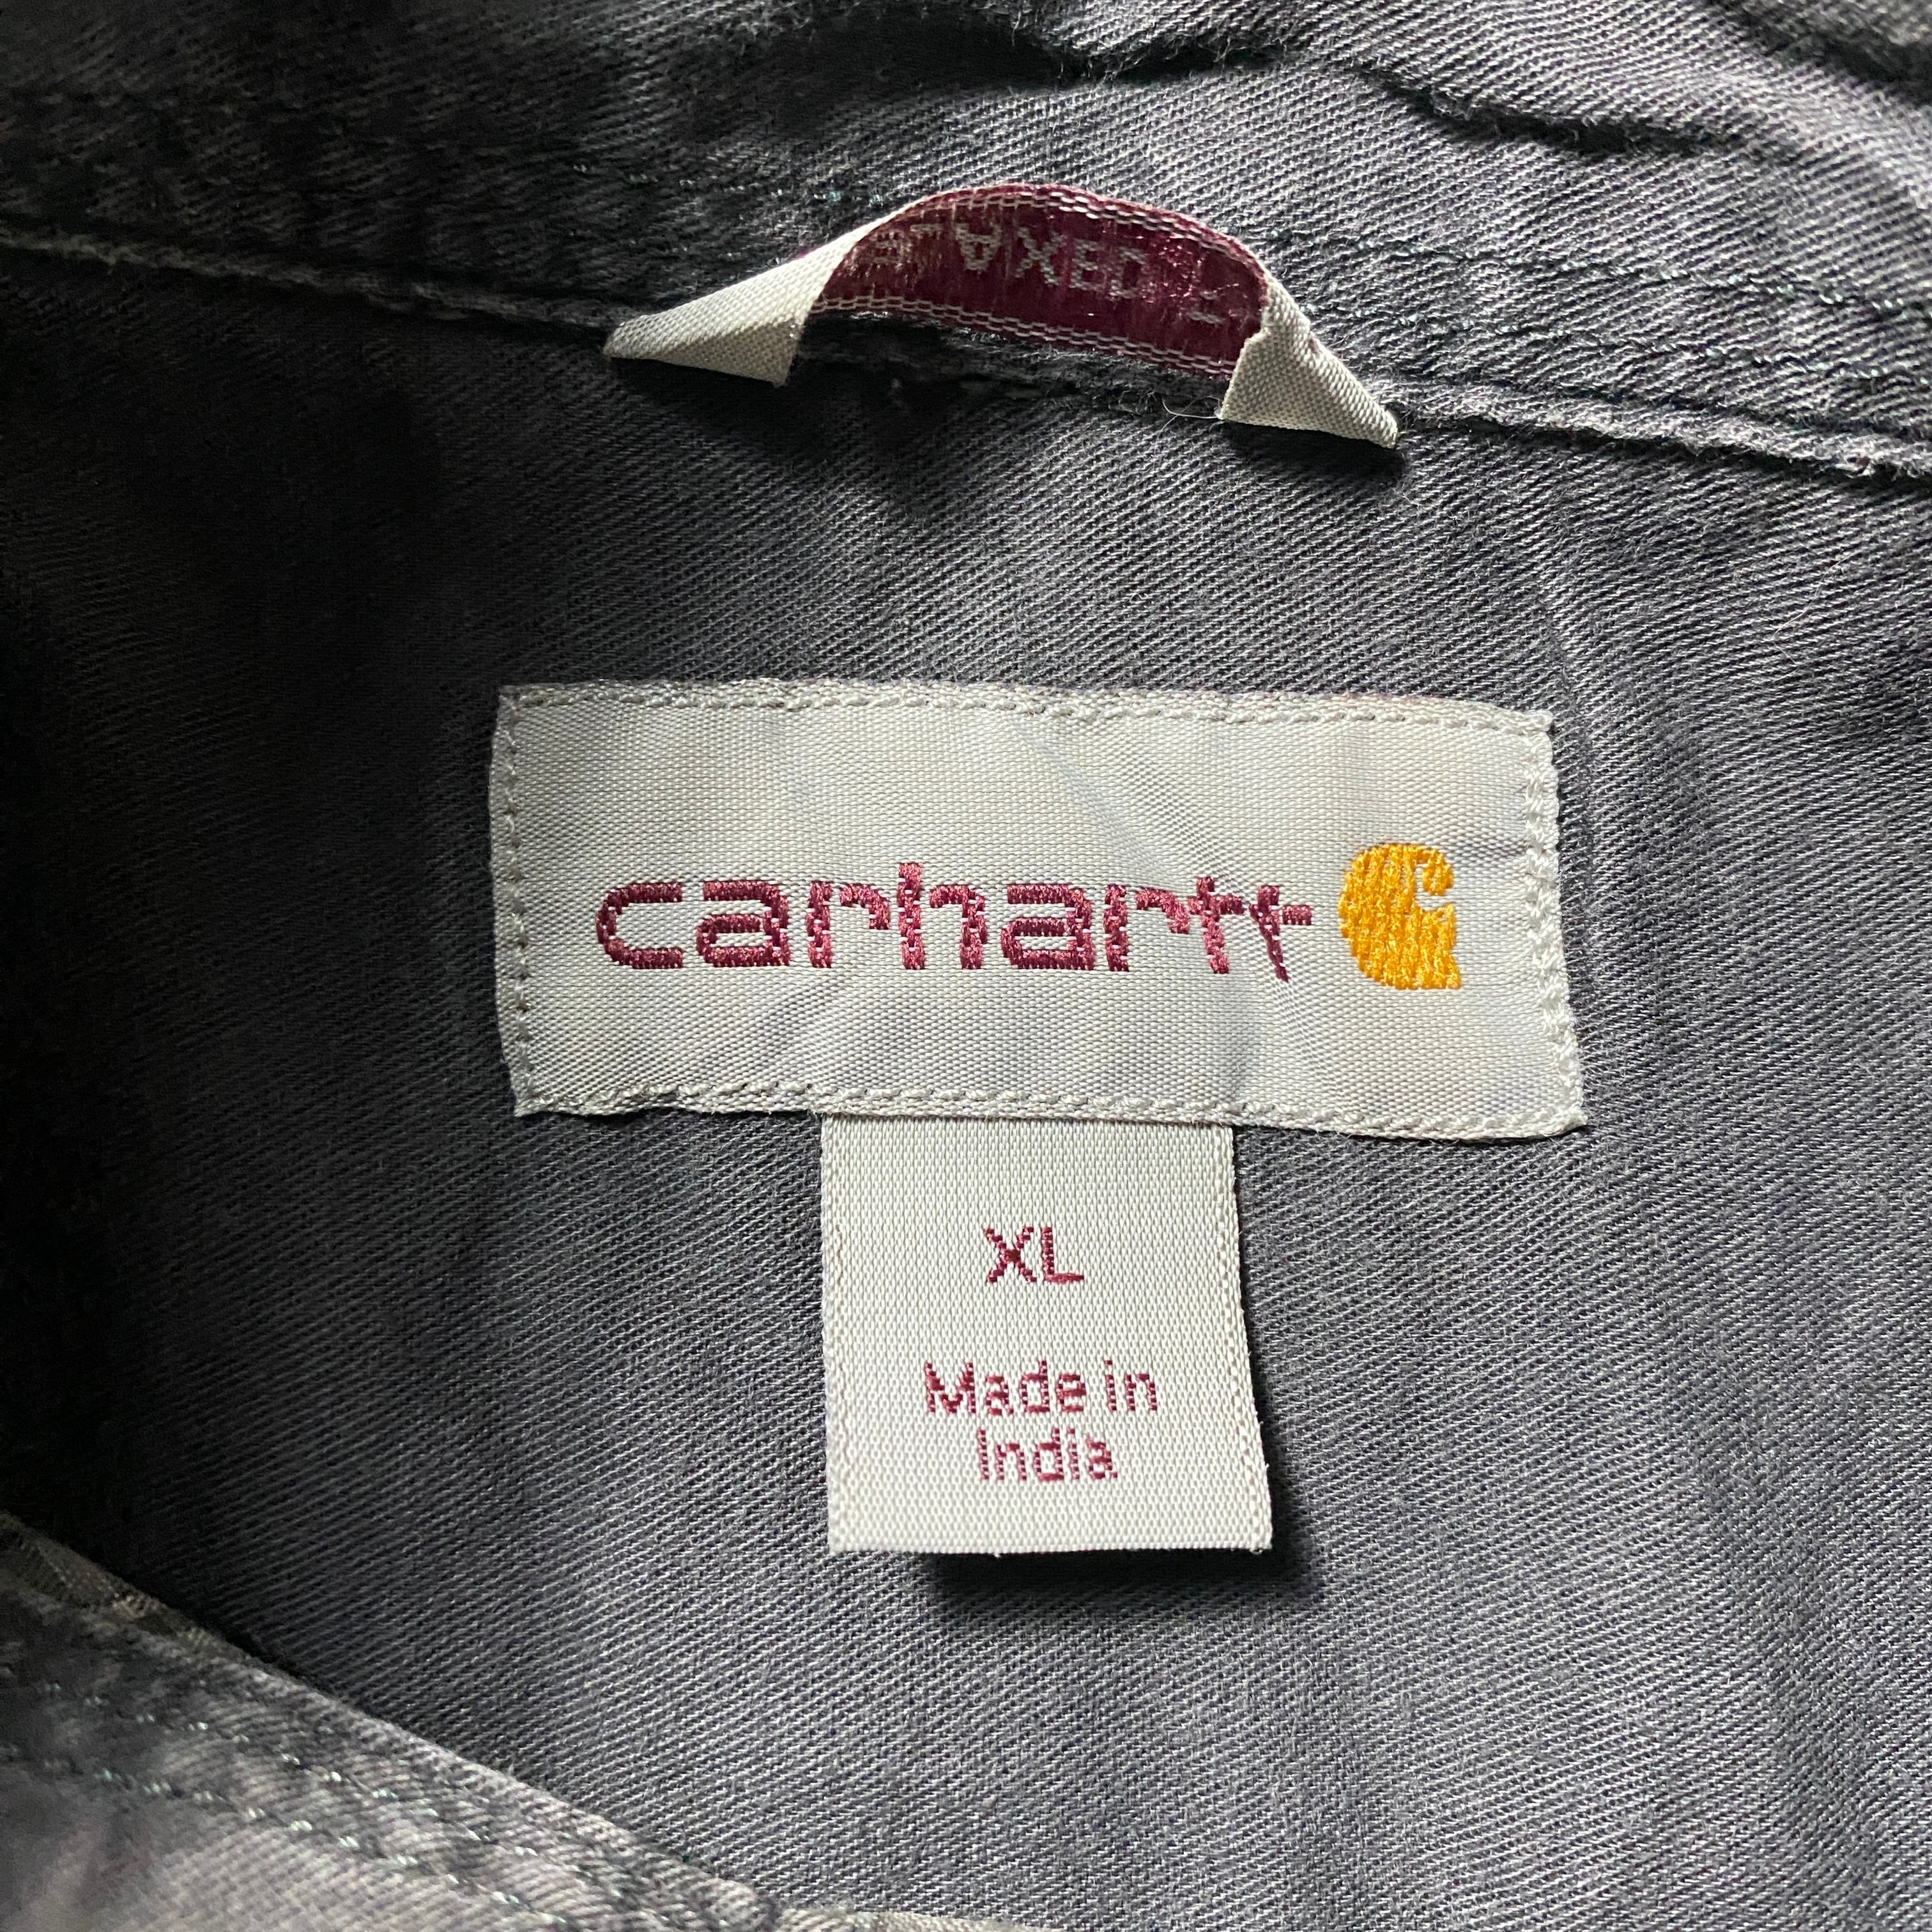 carhartt
XL
Made in
India